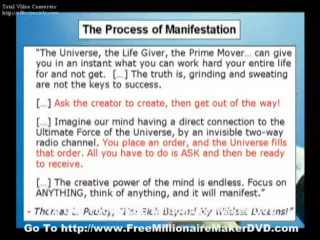 Total Video Converter
The Process of Manifestation
"The Universe, the Life Giver, the Prime Mover... can give
you in an instant what you can work hard your entire life
for and not get. [...] The truth is, grinding and sweating
are not the keys to success.
[...] Ask the creator to create, then get out of the way!
[...] Imagine our mind having a direct connection to the
Ultimate Force of the Universe, by an invisible two-way
radio channel. You place an order, and the Universe fills
that order. All you have to do is ASK and then be ready
to receive.
[...] The creative power of the mind is endless. Focus on
ANYTHING, think of anything, and it will manifest."
- Thomas L. Pauley, "I'm Rich Beyond My Wildest Dreams!"
Go To http://www.FreeMillionaireMakerDVD.com